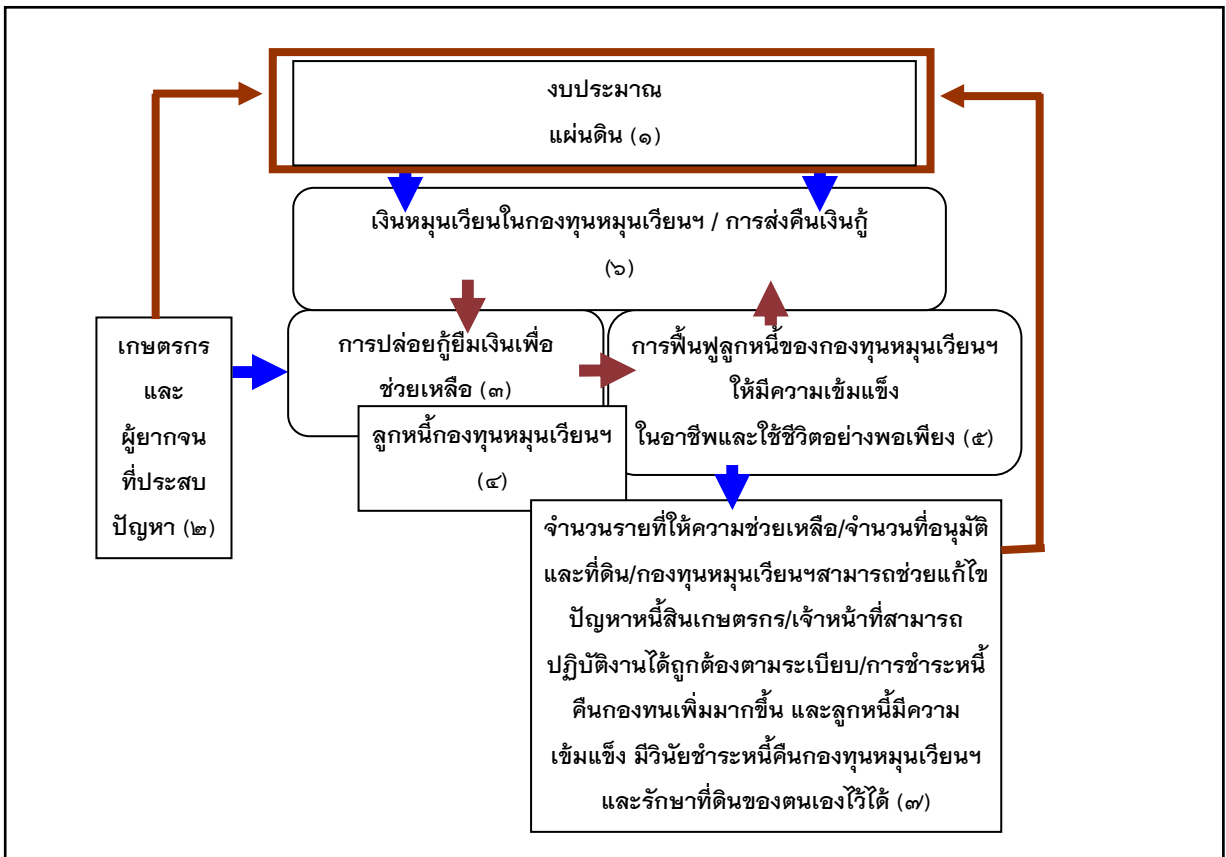 งบประมาณ
แผ่นดิน (๑)
เงินหมุนเวียนในกองทุนหมุนเวียนฯ / การส่งคืนเงินกู้
(๖)
เกษตรกร
และ
ผู้ยากจน
ที่ประสบ
ปัญหา (๒)
การปล่อยกู้ยืมเงินเพื่อ
ช่วยเหลือ (๓)
ลูกหนี้กองทุนหมุนเวียนฯ
(๔)
การฟื้นฟูลูกหนี้ของกองทุนหมุนเวียนฯ
ให้มีความเข้มแข็ง
ในอาชีพและใช้ชีวิตอย่างพอเพียง (๕)
จำนวนรายที่ให้ความช่วยเหลือ/จำนวนที่อนุมัติ
และที่ดิน/กองทุนหมุนเวียนฯสามารถช่วยแก้ไข
ปัญหาหนี้สินเกษตรกร/เจ้าหน้าที่สามารถ
ปฏิบัติงานได้ถูกต้องตามระเบียบ/การชำระหนี้
คืนกองทนเพิ่มมากขึ้น และลูกหนี้มีความ
เข้มแข็ง มีวินัยชำระหนี้คืนกองทุนหมุนเวียนฯ
และรักษาที่ดินของตนเองไว้ได้ (๗)